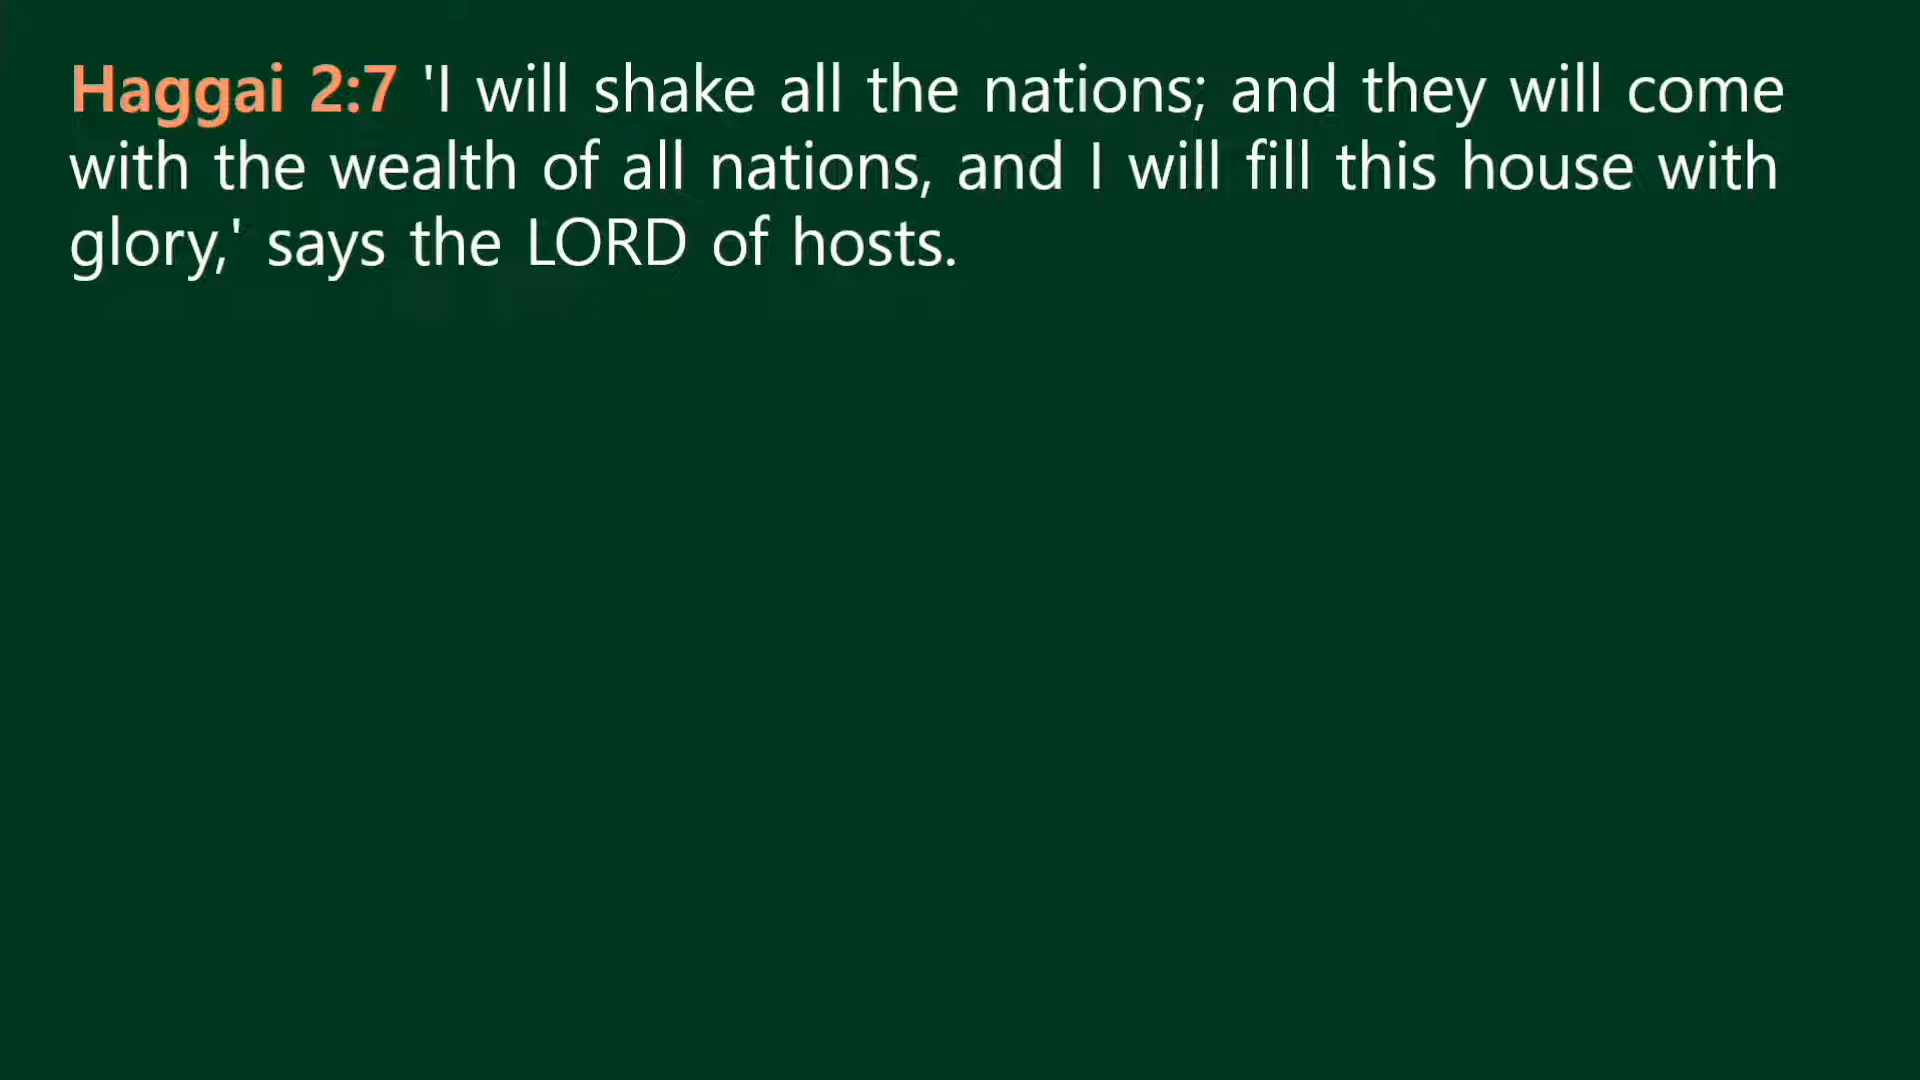 Haggai 2:7 'I will shake all the nations; and they will come
with the wealth of all nations, and I will fill this house with
glory,' says the LORD of hosts.